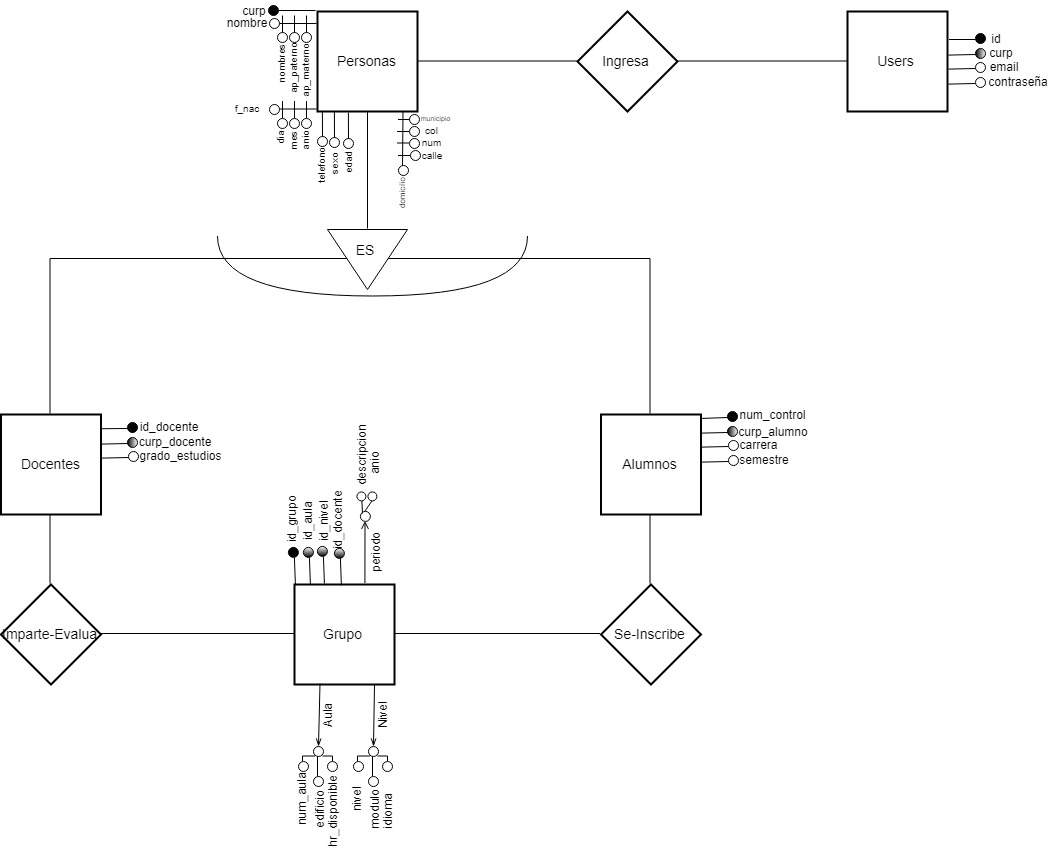 curp
nombre
nombres
ap_paterno
ap_materno
Personas
Ingresa
Users
id
curp
email
contraseña
f_nac
dia
mes
anio
telefono
sexo
edad
municipio
col
num
calle
domicilio
ES
Docentes
id_docente
curp_docente
grado_estudios
Alumnos
num_control
curp_alumno
carrera
semestre
descripcion
anio
periodo
id_grupo
id_aula
id_nivel
id_docente
Imparte-Evalua
Grupo
Se-Inscribe
Aula
Nivel
num_aula
edificio
hr_disponible
nivel
modulo
idioma